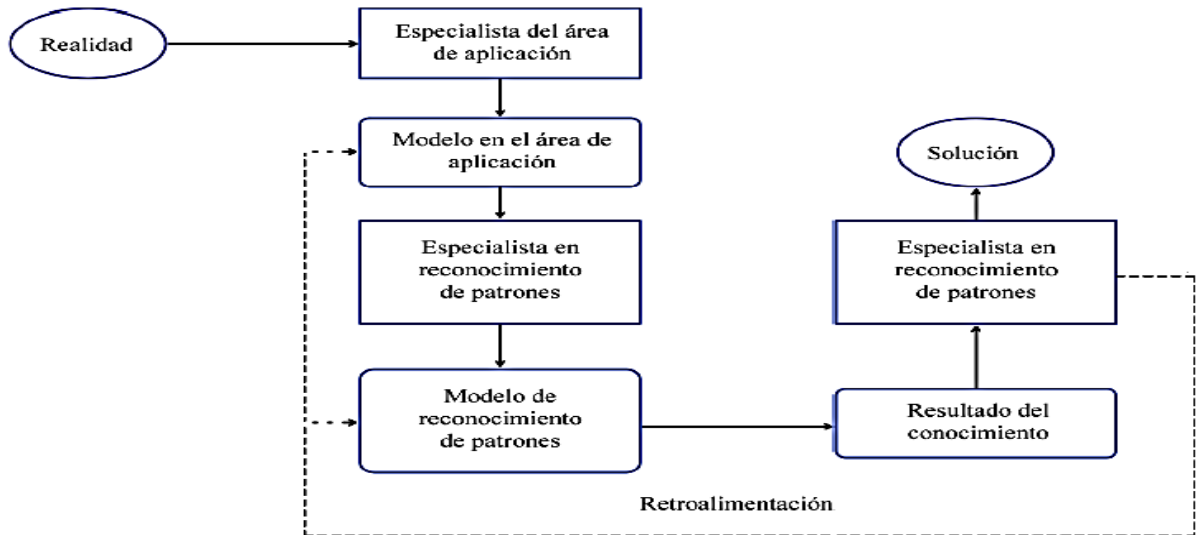 Realidad
Especialista del área
de aplicación
Modelo en el área de
aplicación
Especialista en
reconocimiento
de patrones
Modelo de
reconocimiento
de patrones
Resultado del
conocimiento
Especialista en
reconocimiento
de patrones
Solución
Retroalimentación